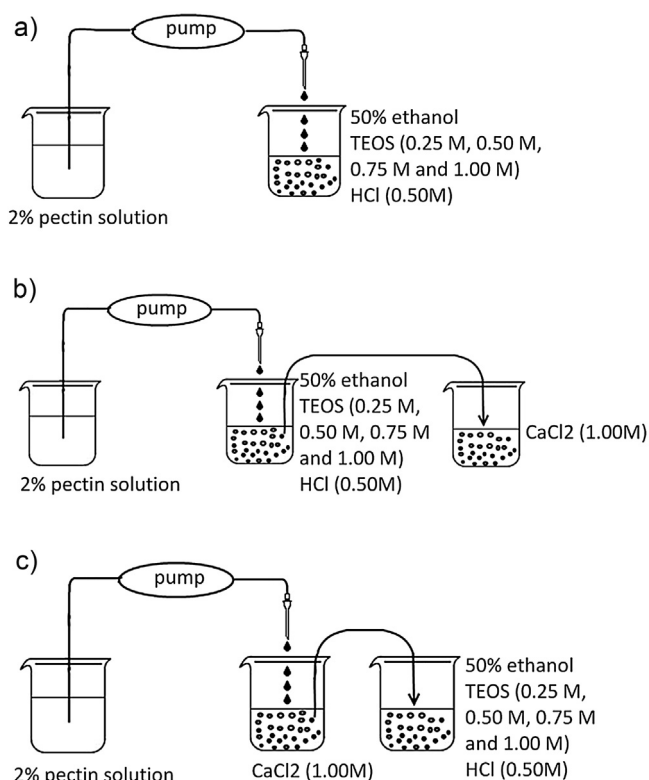 a)
pump
50% ethanol
TEOS (0.25 M, 0.50 M,
0.75 M and 1.00 M)
HCl (0.50M)
2% pectin solution
b)
pump
50% ethanol
TEOS (0.25 M,
0.50 M, 0.75 M
and 1.00 M)
HCl (0.50M)
CaCl2 (1.00M)
2% pectin solution
c)
pump
50% ethanol
TEOS (0.25 M,
0.50 M, 0.75 M
and 1.00 M)
HCl (0.50M)
CaCl2 (1.00M)
2% pectin solution